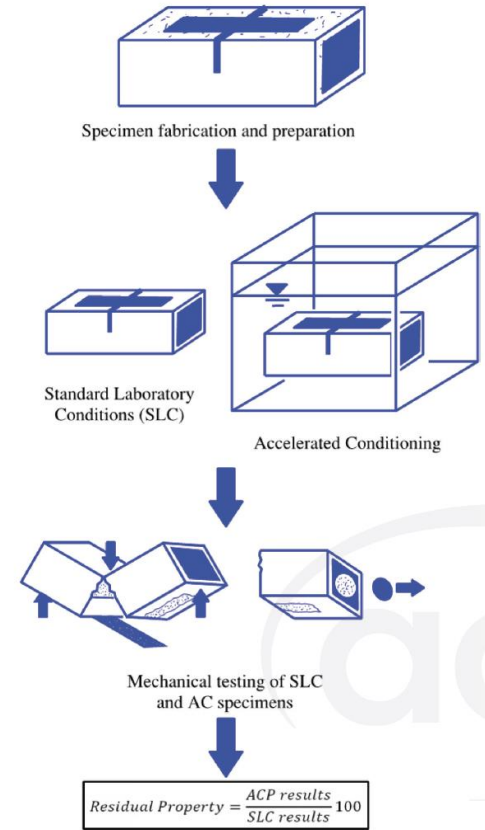 Specimen fabrication and preparation
Standard Laboratory
Conditions (SLC)
Accelerated Conditioning
Mechanical testing of SLC
and AC specimens
Residual Property = ACP results / SLC results 100